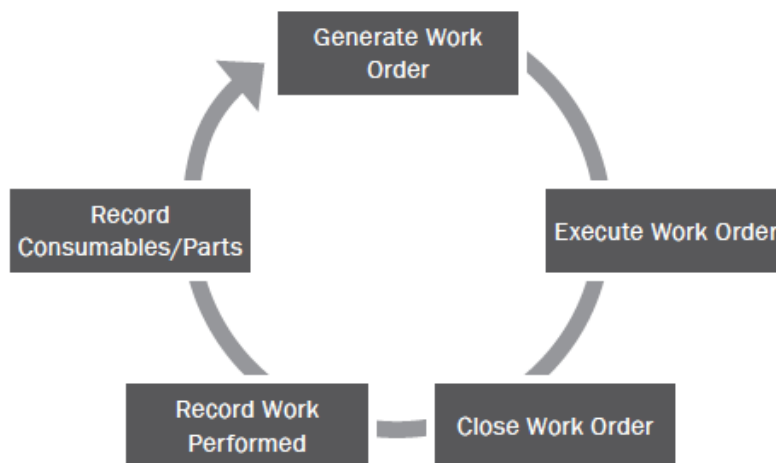 Generate Work
Order
Execute Work Order
Close Work Order
Record Work
Performed
Record
Consumables/Parts